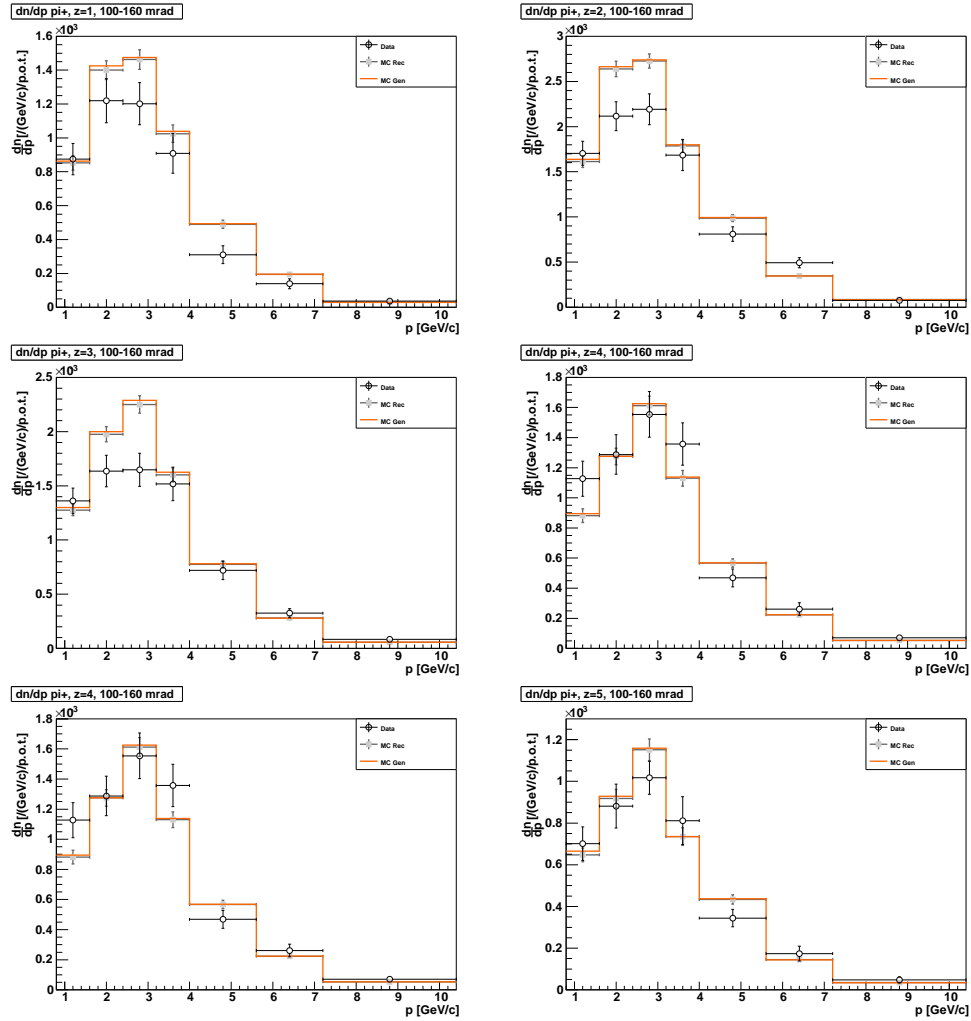 dn/dp pi+, z=1, 100-160 mrad
×10³
1.6
1.4
1.2
1
0.8
0.6
0.4
0.2
0
dn/dp [/(GeV/c)/p.o.t.]
Data
MC Rec
MC Gen
1 2 3 4 5 6 7 8 9 10
p [GeV/c]
dn/dp pi+, z=2, 100-160 mrad
×10³
3
2.5
2
1.5
1
0.5
0
dn/dp [/(GeV/c)/p.o.t.]
Data
MC Rec
MC Gen
1 2 3 4 5 6 7 8 9 10
p [GeV/c]
dn/dp pi+, z=3, 100-160 mrad
×10³
2.5
2
1.5
1
0.5
0
dn/dp [/(GeV/c)/p.o.t.]
Data
MC Rec
MC Gen
1 2 3 4 5 6 7 8 9 10
p [GeV/c]
dn/dp pi+, z=4, 100-160 mrad
×10³
1.8
1.6
1.4
1.2
1
0.8
0.6
0.4
0.2
0
dn/dp [/(GeV/c)/p.o.t.]
Data
MC Rec
MC Gen
1 2 3 4 5 6 7 8 9 10
p [GeV/c]
dn/dp pi+, z=4, 100-160 mrad
×10³
1.8
1.6
1.4
1.2
1
0.8
0.6
0.4
0.2
0
dn/dp [/(GeV/c)/p.o.t.]
Data
MC Rec
MC Gen
1 2 3 4 5 6 7 8 9 10
p [GeV/c]
dn/dp pi+, z=5, 100-160 mrad
×10³
1.2
1
0.8
0.6
0.4
0.2
0
dn/dp [/(GeV/c)/p.o.t.]
Data
MC Rec
MC Gen
1 2 3 4 5 6 7 8 9 10
p [GeV/c]